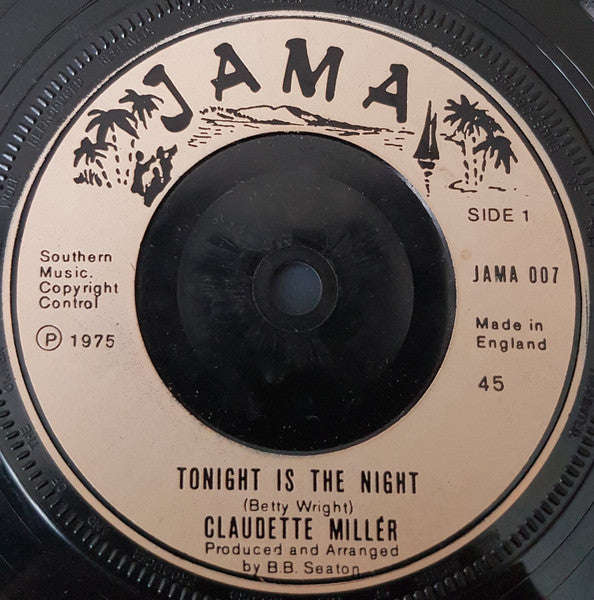 JAMA
SIDE 1
Southern
Music.
Copyright
Control
JAMA 007
Ⓟ 1975
Made in
England
45
TONIGHT IS THE NIGHT
(Betty Wright)
CLAUDETTE MILLÉR
Produced and Arranged
by B.B. Seaton